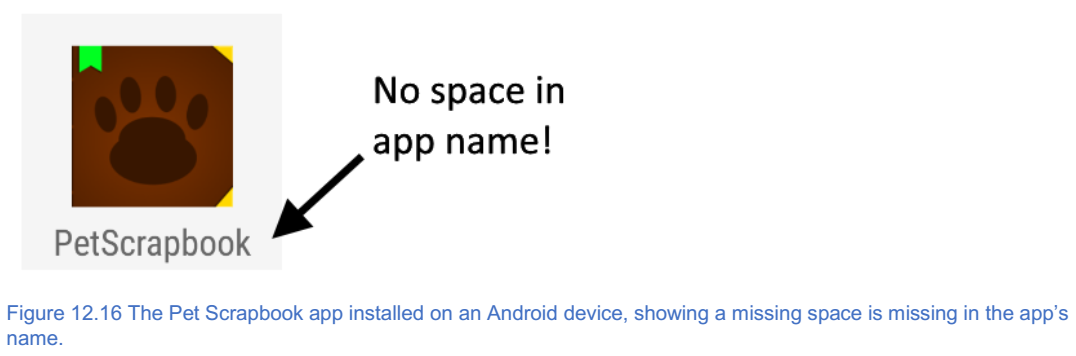 No space in
app name!
PetScrapbook
Figure 12.16 The Pet Scrapbook app installed on an Android device, showing a missing space is missing in the app's
name.